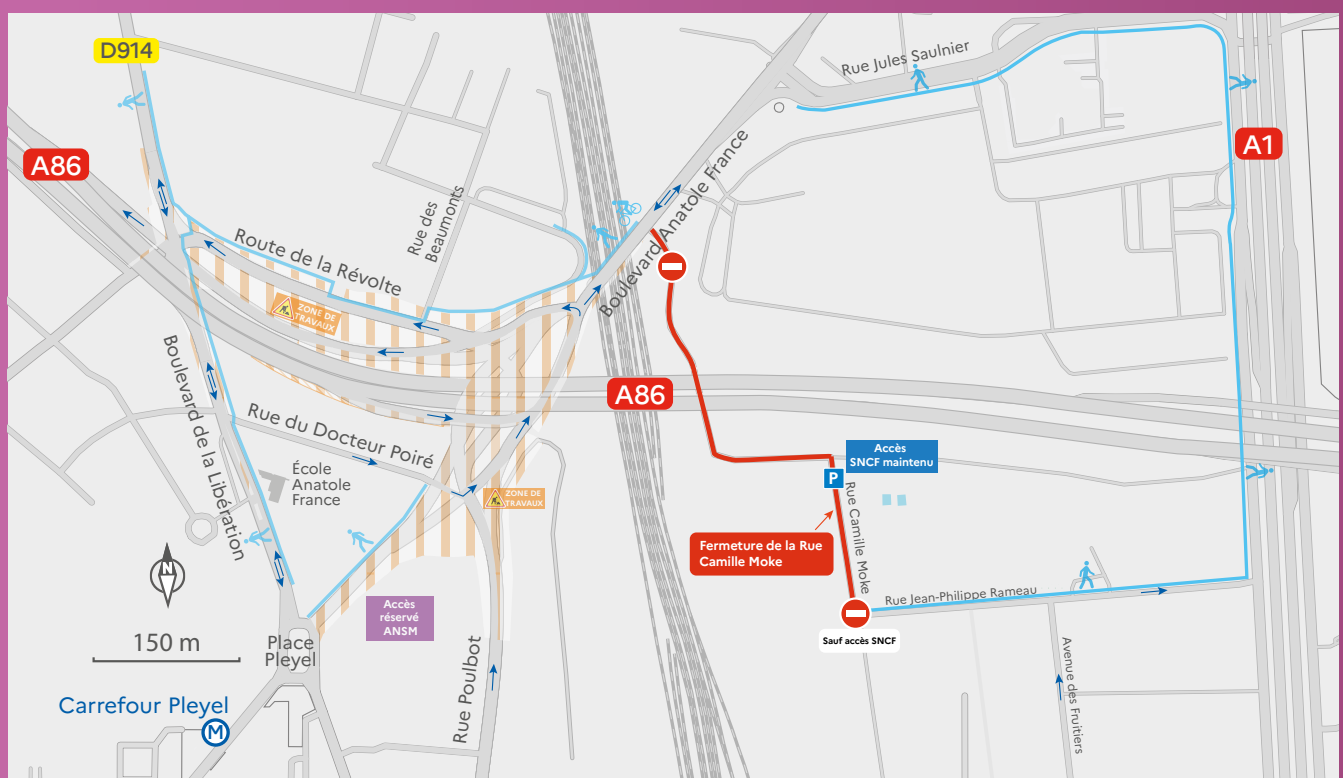 D914
Rue Jules Saulnier
A86
A1
Boulevard Anatole France
Rue des
Beaumonts
Route de la Révolte
ZONE DE
TRAVAUX
Boulevard de la Libération
A86
Rue du Docteur Poiré
Accès
SNCF maintenu
École
Anatole
France
P
ZONE DE
TRAVAUX
Rue Camille Moke
Fermeture de la Rue
Camille Moke
N
Rue Jean-Philippe Rameau
Accès
réservé
ANSM
150 m
Place
Pleyel
Sauf accès SNCF
Rue Poulbot
Avenue des Fruitiers
Carrefour Pleyel
M